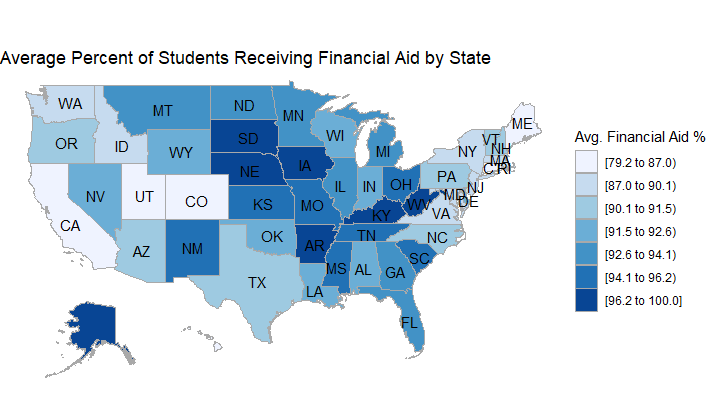 Average Percent of Students Receiving Financial Aid by State
WA
MT
ND
MN
ME
OR
ID
SD
WI
VT
NH
NY
MA
CT
RI
WY
MI
NE
IA
PA
NJ
NV
UT
CO
IL
IN
OH
MD
DE
CA
KS
MO
KY
WV
VA
AZ
NM
OK
AR
TN
NC
TX
MS
AL
GA
SC
LA
FL
Avg. Financial Aid %
[79.2 to 87.0)
[87.0 to 90.1)
[90.1 to 91.5)
[91.5 to 92.6)
[92.6 to 94.1)
[94.1 to 96.2)
[96.2 to 100.0]